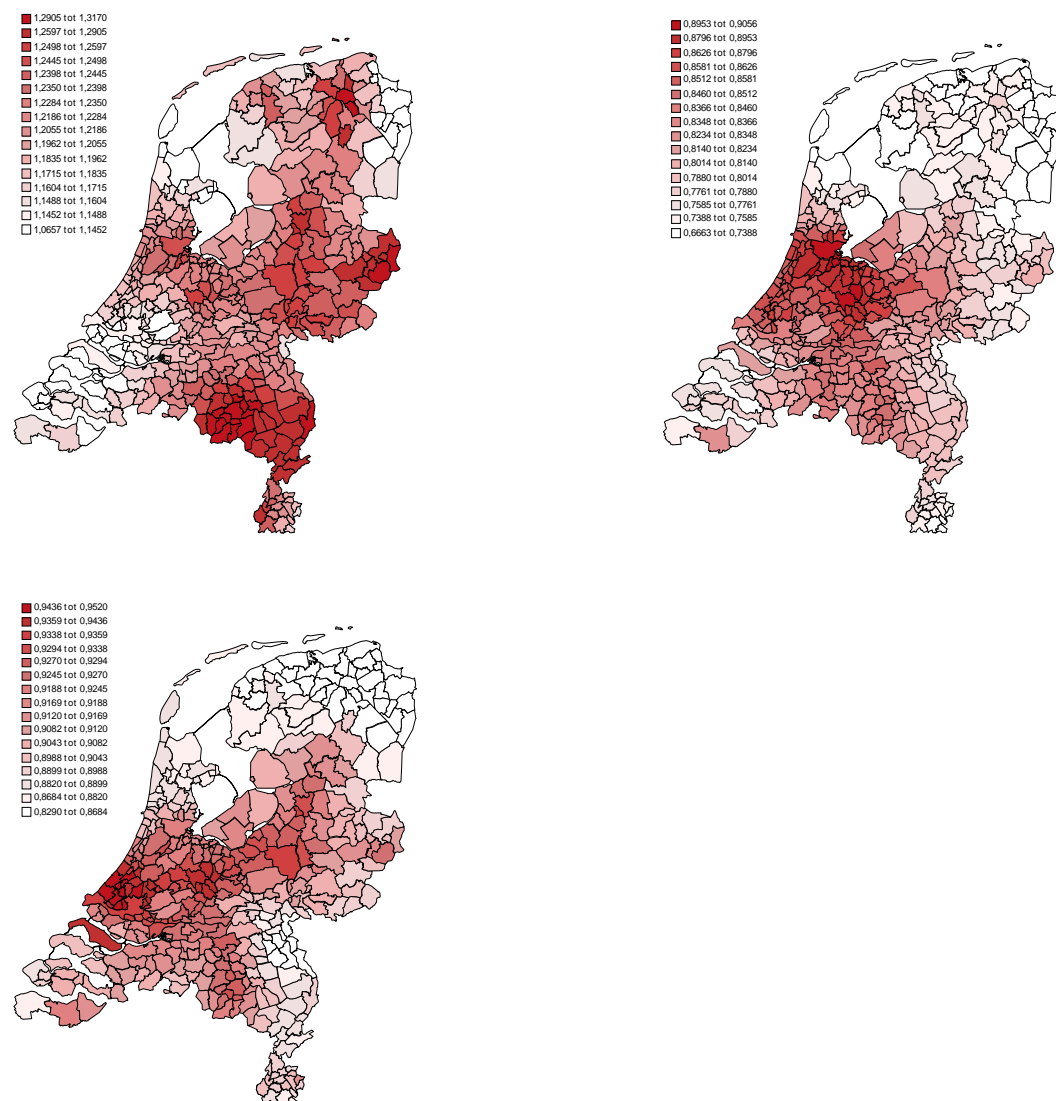 1,2905 tot 1,3170
1,2597 tot 1,2905
1,2498 tot 1,2597
1,2445 tot 1,2498
1,2398 tot 1,2445
1,2350 tot 1,2398
1,2284 tot 1,2350
1,2186 tot 1,2284
1,2055 tot 1,2186
1,1962 tot 1,2055
1,1835 tot 1,1962
1,1715 tot 1,1835
1,1604 tot 1,1715
1,1488 tot 1,1604
1,1452 tot 1,1488
1,0657 tot 1,1452
0,8953 tot 0,9056
0,8796 tot 0,8953
0,8626 tot 0,8796
0,8581 tot 0,8626
0,8512 tot 0,8581
0,8460 tot 0,8512
0,8366 tot 0,8460
0,8348 tot 0,8366
0,8234 tot 0,8348
0,8140 tot 0,8234
0,8014 tot 0,8140
0,7880 tot 0,8014
0,7761 tot 0,7880
0,7585 tot 0,7761
0,7388 tot 0,7585
0,6663 tot 0,7388
0,9436 tot 0,9520
0,9359 tot 0,9436
0,9338 tot 0,9359
0,9294 tot 0,9338
0,9270 tot 0,9294
0,9245 tot 0,9270
0,9188 tot 0,9245
0,9169 tot 0,9188
0,9120 tot 0,9169
0,9082 tot 0,9120
0,9043 tot 0,9082
0,8988 tot 0,9043
0,8899 tot 0,8988
0,8820 tot 0,8899
0,8684 tot 0,8820
0,8290 tot 0,8684